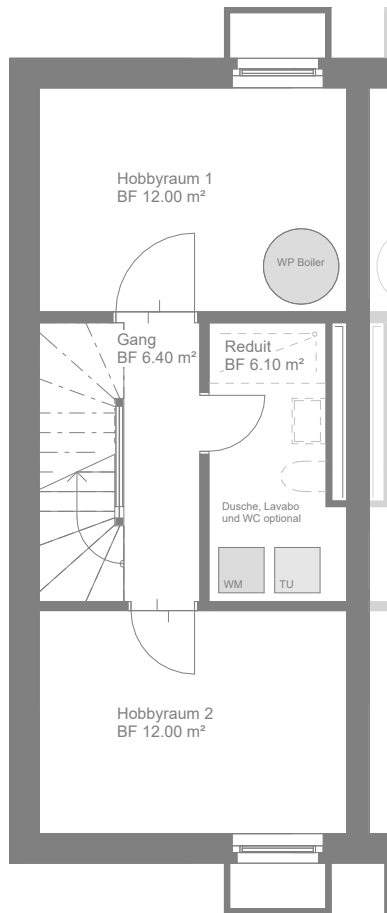 Hobbyraum 1
BF 12.00 m²
WP Boiler
Gang
BF 6.40 m²
Reduit
BF 6.10 m²
Dusche, Lavabo
und WC optional
WM
TU
Hobbyraum 2
BF 12.00 m²